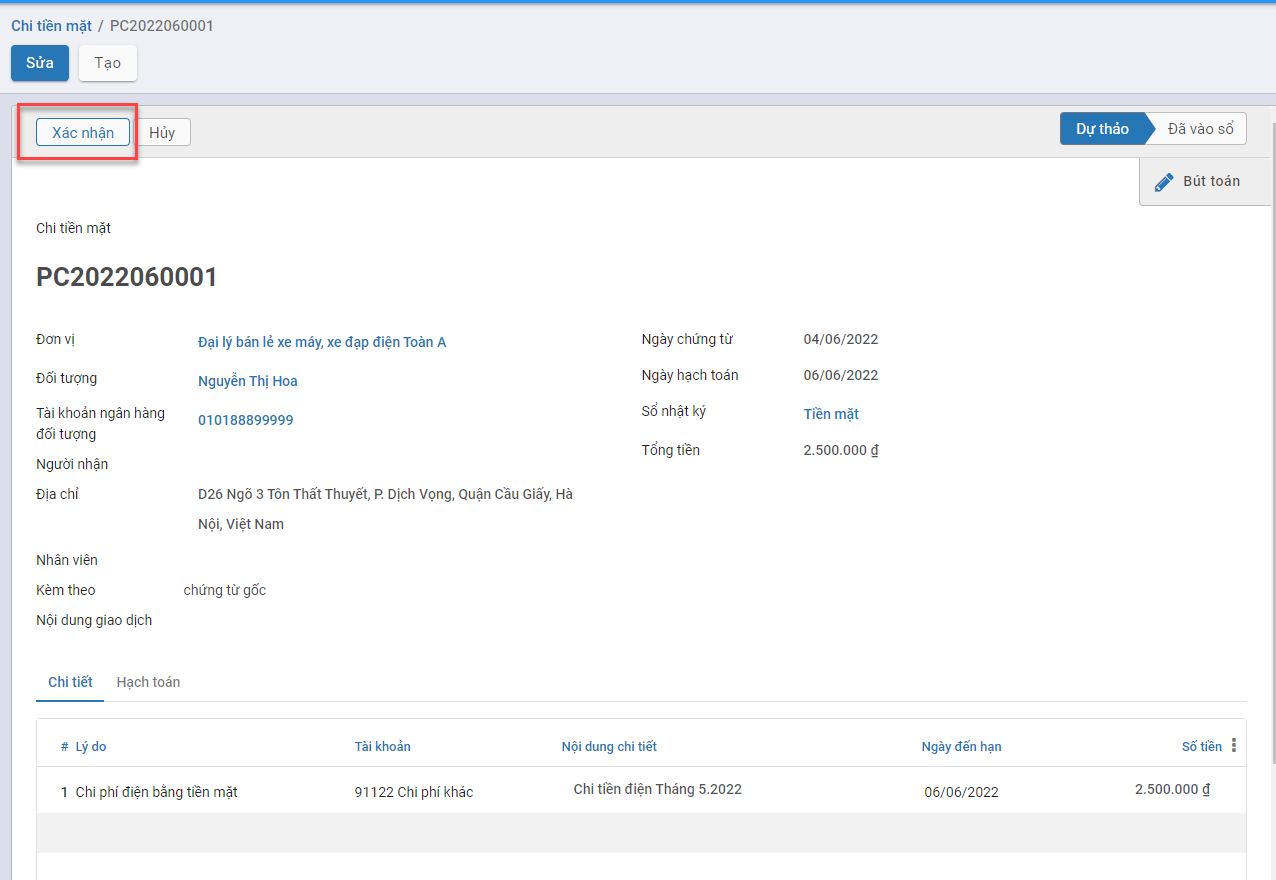 Chi tiền mặt / PC2022060001
Sửa Tạo
Xác nhận Hủy Dự thảo Đã vào sổ
Bút toán
Chi tiền mặt
PC2022060001
Đơn vị Đại lý bán lẻ xe máy, xe đạp điện Toàn A
Đối tượng Nguyễn Thị Hoa
Tài khoản ngân hàng đối tượng 010188899999
Người nhận
Địa chỉ D26 Ngõ 3 Tôn Thất Thuyết, P. Dịch Vọng, Quận Cầu Giấy, Hà
Nội, Việt Nam
Nhân viên
Kèm theo chứng từ gốc
Nội dung giao dịch
Ngày chứng từ 04/06/2022
Ngày hạch toán 06/06/2022
Sổ nhật ký Tiền mặt
Tổng tiền 2.500.000 ₫
Chi tiết Hạch toán
# Lý do Tài khoản Nội dung chi tiết Ngày đến hạn Số tiền
1 Chi phí điện bằng tiền mặt 91122 Chi phí khác Chi tiền điện Tháng 5.2022 06/06/2022 2.500.000 ₫